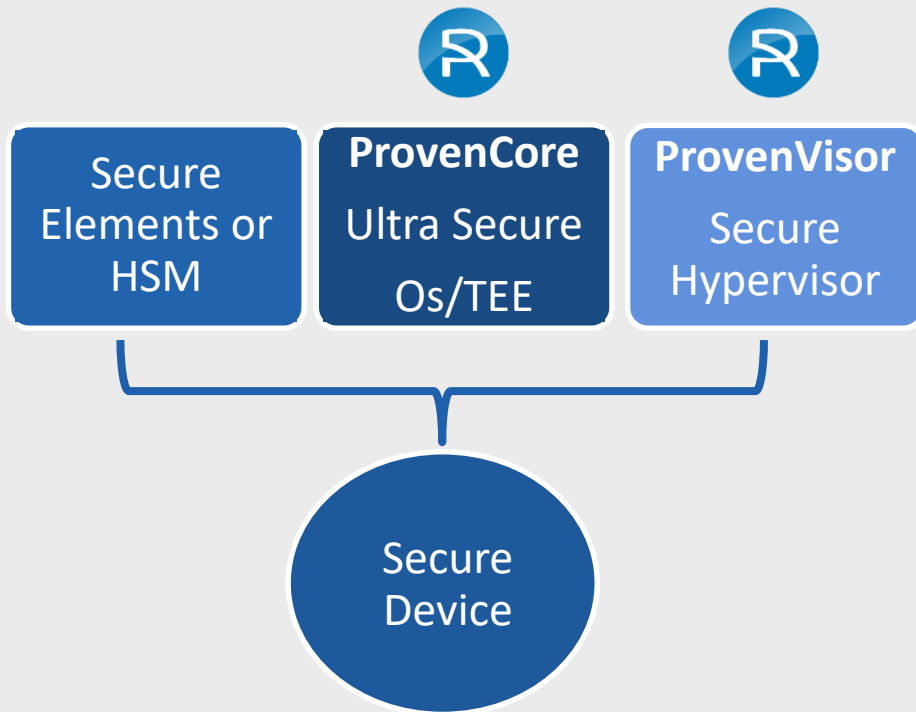 Secure
Elements or
HSM
ProvenCore
Ultra Secure
Os/TEE
ProvenVisor
Secure
Hypervisor
Secure
Device